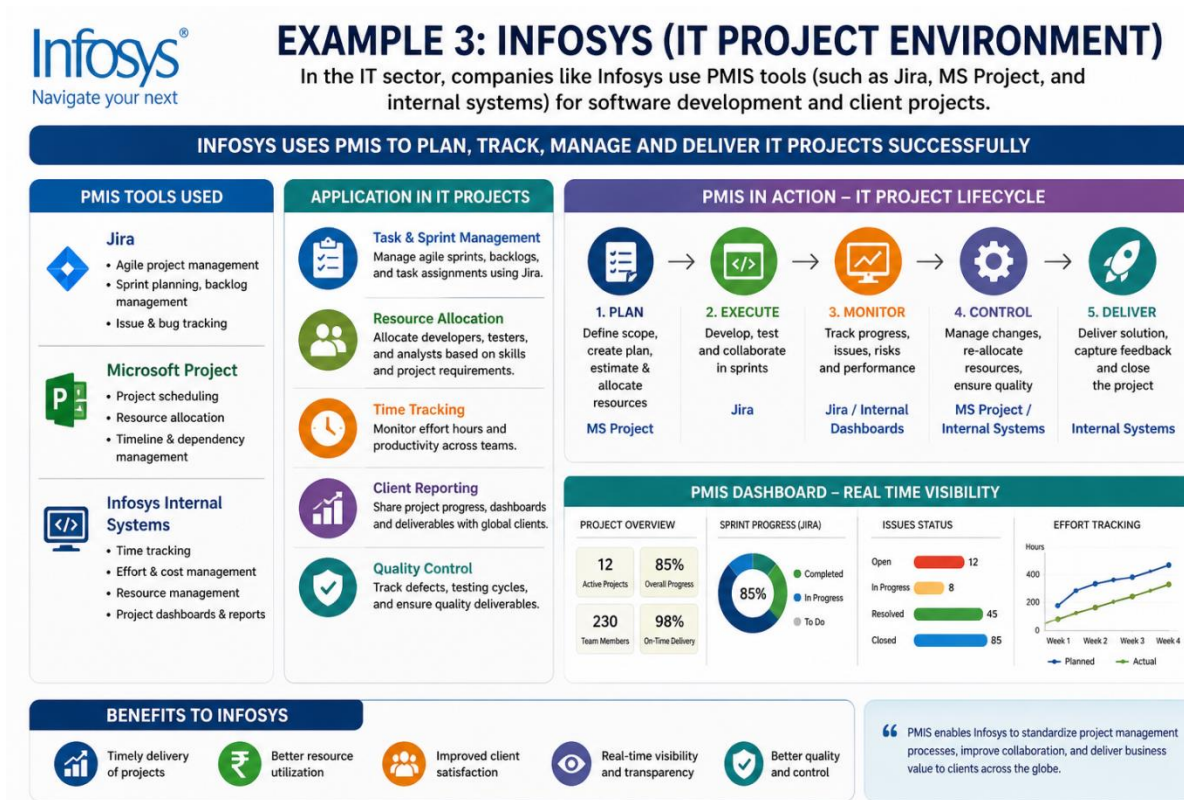 Infosys®
Navigate your next
EXAMPLE 3: INFOSYS (IT PROJECT ENVIRONMENT)
In the IT sector, companies like Infosys use PMIS tools (such as Jira, MS Project, and
internal systems) for software development and client projects.
INFOSYS USES PMIS TO PLAN, TRACK, MANAGE AND DELIVER IT PROJECTS SUCCESSFULLY
PMIS TOOLS USED
Jira
• Agile project management
• Sprint planning, backlog
management
• Issue & bug tracking
P
Microsoft Project
• Project scheduling
• Resource allocation
• Timeline & dependency
management
</>
Infosys Internal
Systems
• Time tracking
• Effort & cost management
• Resource management
• Project dashboards & reports
APPLICATION IN IT PROJECTS
Task & Sprint Management
Manage agile sprints, backlogs,
and task assignments using Jira.
Resource Allocation
Allocate developers, testers,
and analysts based on skills
and project requirements.
Time Tracking
Monitor effort hours and
productivity across teams.
Client Reporting
Share project progress, dashboards
and deliverables with global clients.
Quality Control
Track defects, testing cycles,
and ensure quality deliverables.
PMIS IN ACTION – IT PROJECT LIFECYCLE
1. PLAN
Define scope,
create plan,
estimate &
allocate
resources
MS Project
</>
2. EXECUTE
Develop, test
and collaborate
in sprints
Jira
3. MONITOR
Track progress,
issues, risks
and performance
Jira / Internal
Dashboards
4. CONTROL
Manage changes,
re-allocate
resources,
ensure quality
MS Project /
Internal Systems
5. DELIVER
Deliver solution,
capture feedback
and close
the project
Internal Systems
PMIS DASHBOARD – REAL TIME VISIBILITY
PROJECT OVERVIEW
12
Active Projects
85%
Overall Progress
230
Team Members
98%
On-Time Delivery
SPRINT PROGRESS (JIRA)
85%
Completed
In Progress
To Do
ISSUES STATUS
Open 12
In Progress 8
Resolved 45
Closed 85
EFFORT TRACKING
Hours
400
200
0
Week 1 Week 2 Week 3 Week 4
Planned Actual
BENEFITS TO INFOSYS
Timely delivery
of projects
₹
Better resource
utilization
Improved client
satisfaction
Real-time visibility
and transparency
Better quality
and control
“ PMIS enables Infosys to standardize project management
processes, improve collaboration, and deliver business
value to clients across the globe.